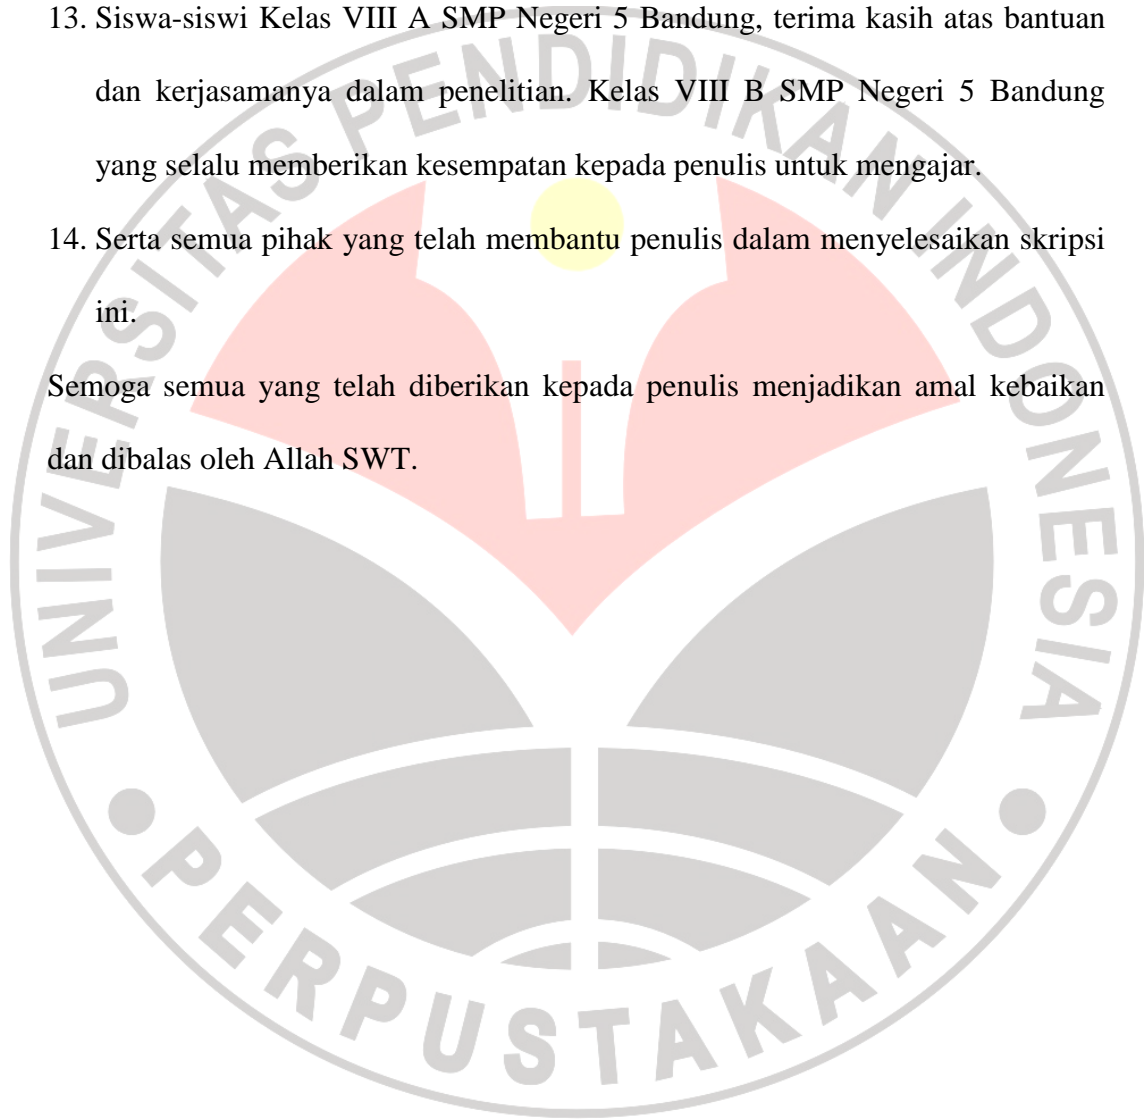 13. Siswa-siswi Kelas VIII A SMP Negeri 5 Bandung, terima kasih atas bantuan
dan kerjasamanya dalam penelitian. Kelas VIII B SMP Negeri 5 Bandung
yang selalu memberikan kesempatan kepada penulis untuk mengajar.
14. Serta semua pihak yang telah membantu penulis dalam menyelesaikan skripsi
ini.
Semoga semua yang telah diberikan kepada penulis menjadikan amal kebaikan
dan dibalas oleh Allah SWT.
UNIVERSITAS PENDIDIKAN INDONESIA
PERPUSTAKAAN